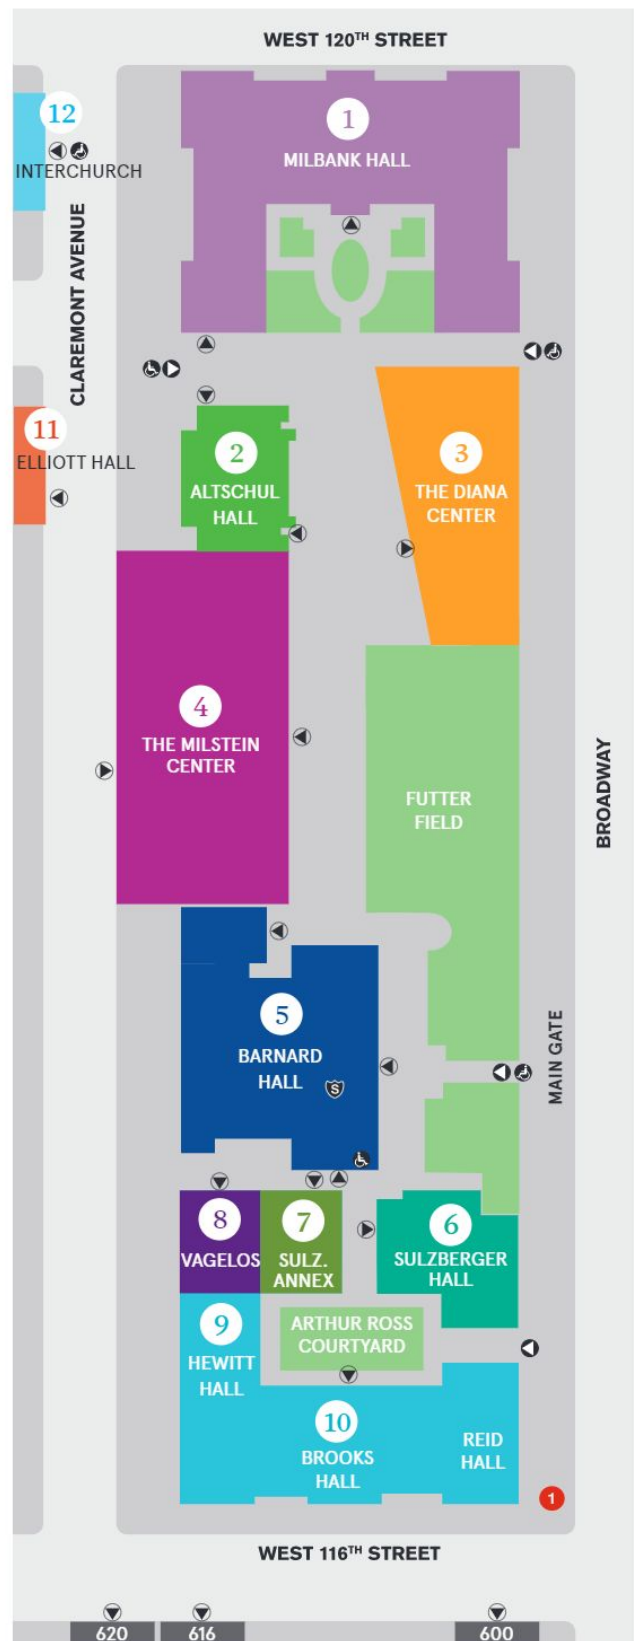 WEST 120TH STREET
12
INTERCHURCH
1
MILBANK HALL
CLAREMONT AVENUE
11
ELLIOTT HALL
2
ALTSCHUL
HALL
3
THE DIANA
CENTER
4
THE MILSTEIN
CENTER
FUTTER
FIELD
BROADWAY
5
BARNARD
HALL
S
MAIN GATE
8
VAGELOS
7
SULZ.
ANNEX
6
SULZBERGER
HALL
9
HEWITT
HALL
ARTHUR ROSS
COURTYARD
10
BROOKS
HALL
REID
HALL
1
WEST 116TH STREET
620
616
600